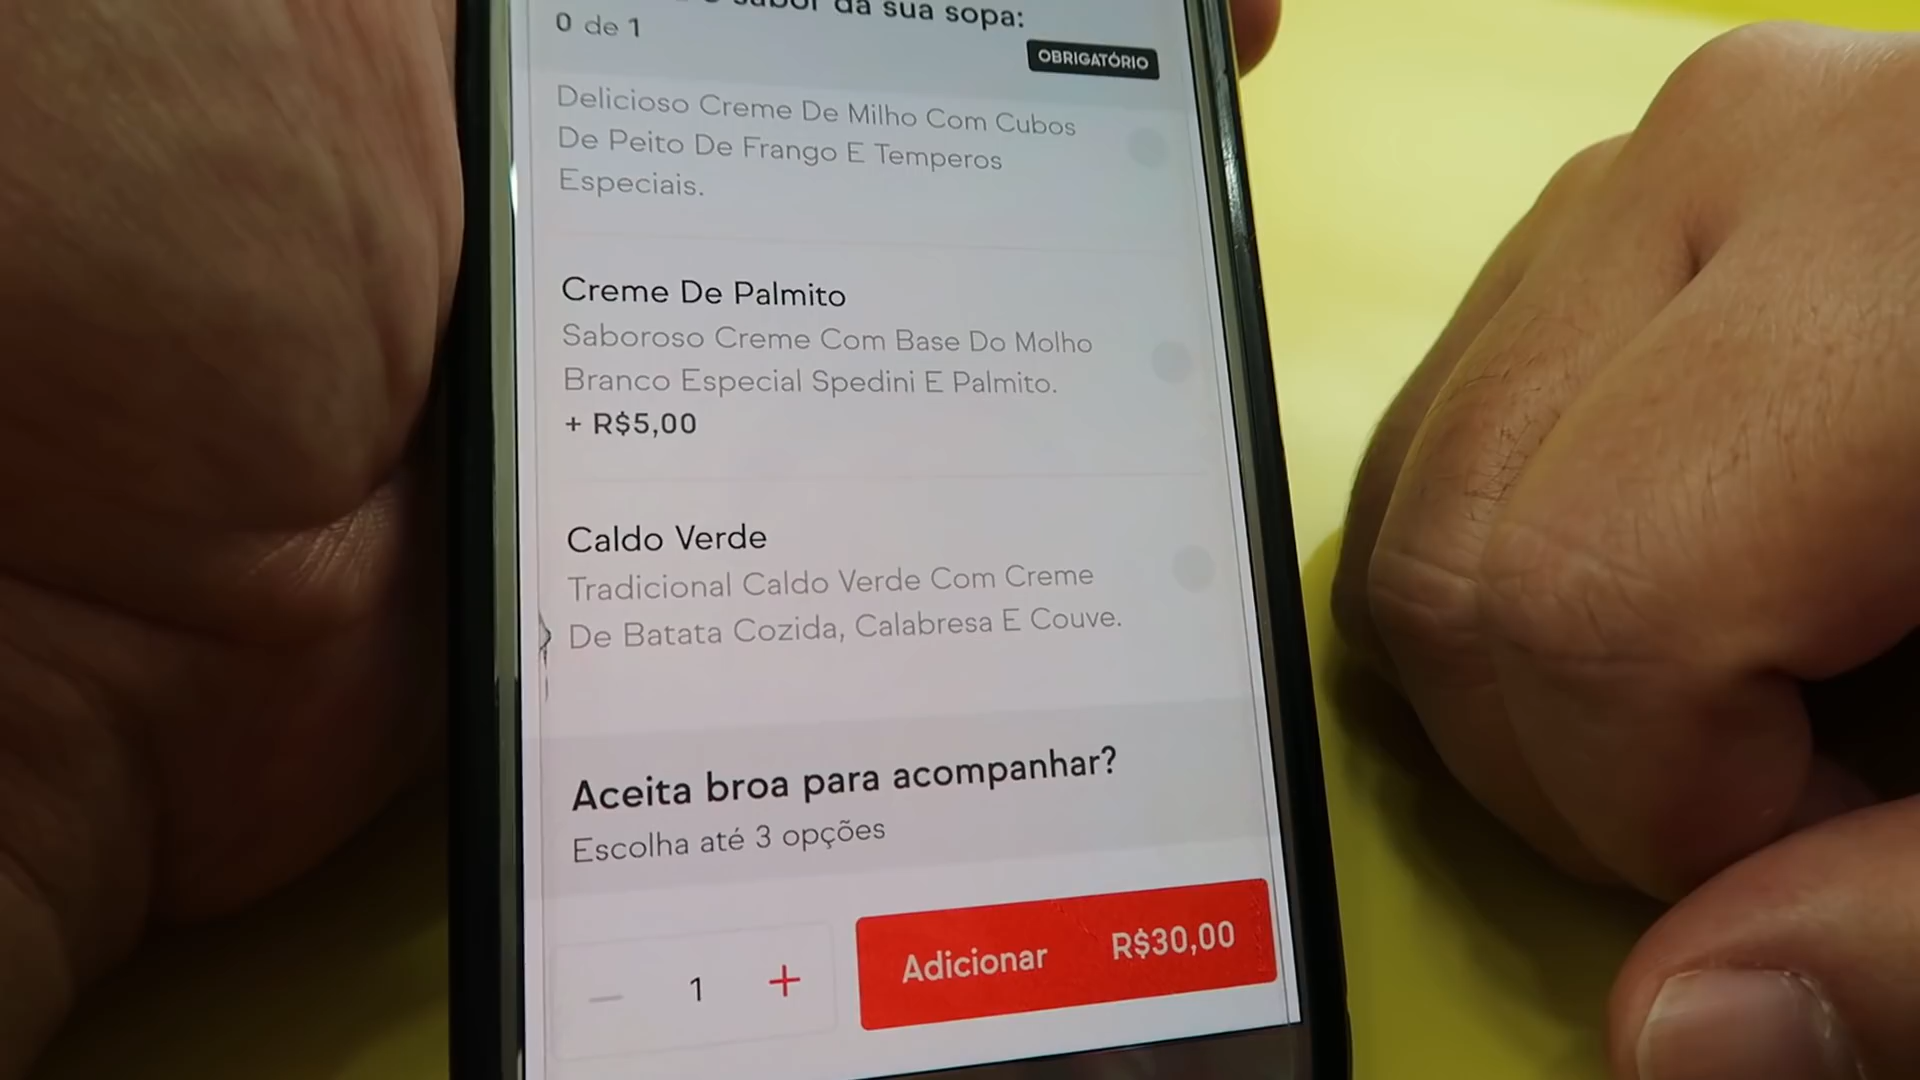 sabor da sua sopa:
0 de 1
OBRIGATÓRIO
Delicioso Creme De Milho Com Cubos
De Peito De Frango E Temperos
Especiais.
Creme De Palmito
Saboroso Creme Com Base Do Molho
Branco Especial Spedini E Palmito.
+ R$5,00
Caldo Verde
Tradicional Caldo Verde Com Creme
De Batata Cozida, Calabresa E Couve.
Aceita broa para acompanhar?
Escolha até 3 opções
− 1 +
Adicionar R$30,00